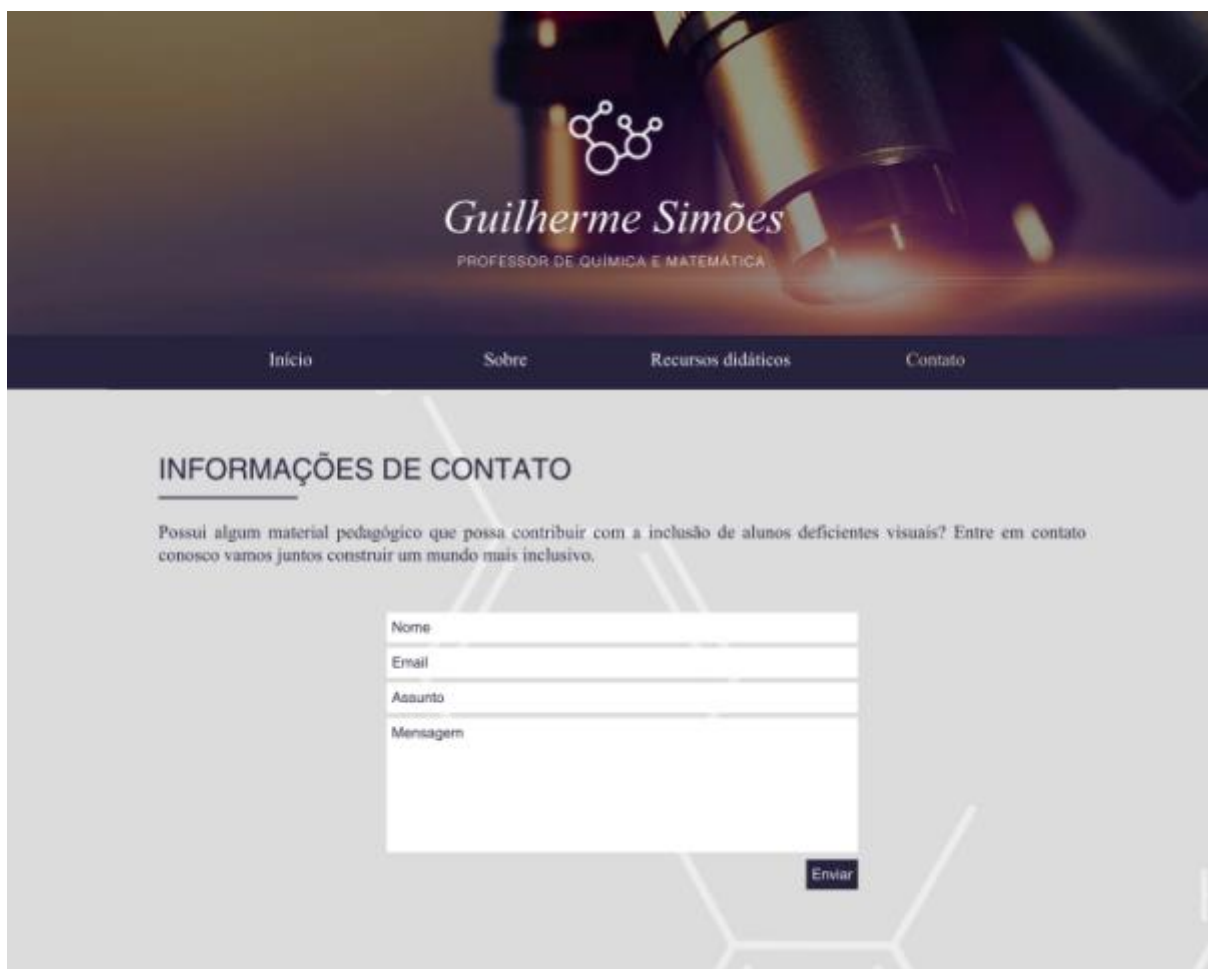 Guilherme Simões
PROFESSOR DE QUÍMICA E MATEMÁTICA
Início Sobre Recursos didáticos Contato
INFORMAÇÕES DE CONTATO
Possui algum material pedagógico que possa contribuir com a inclusão de alunos deficientes visuais? Entre em contato
conosco vamos juntos construir um mundo mais inclusivo.
Nome
Email
Assunto
Mensagem
Enviar